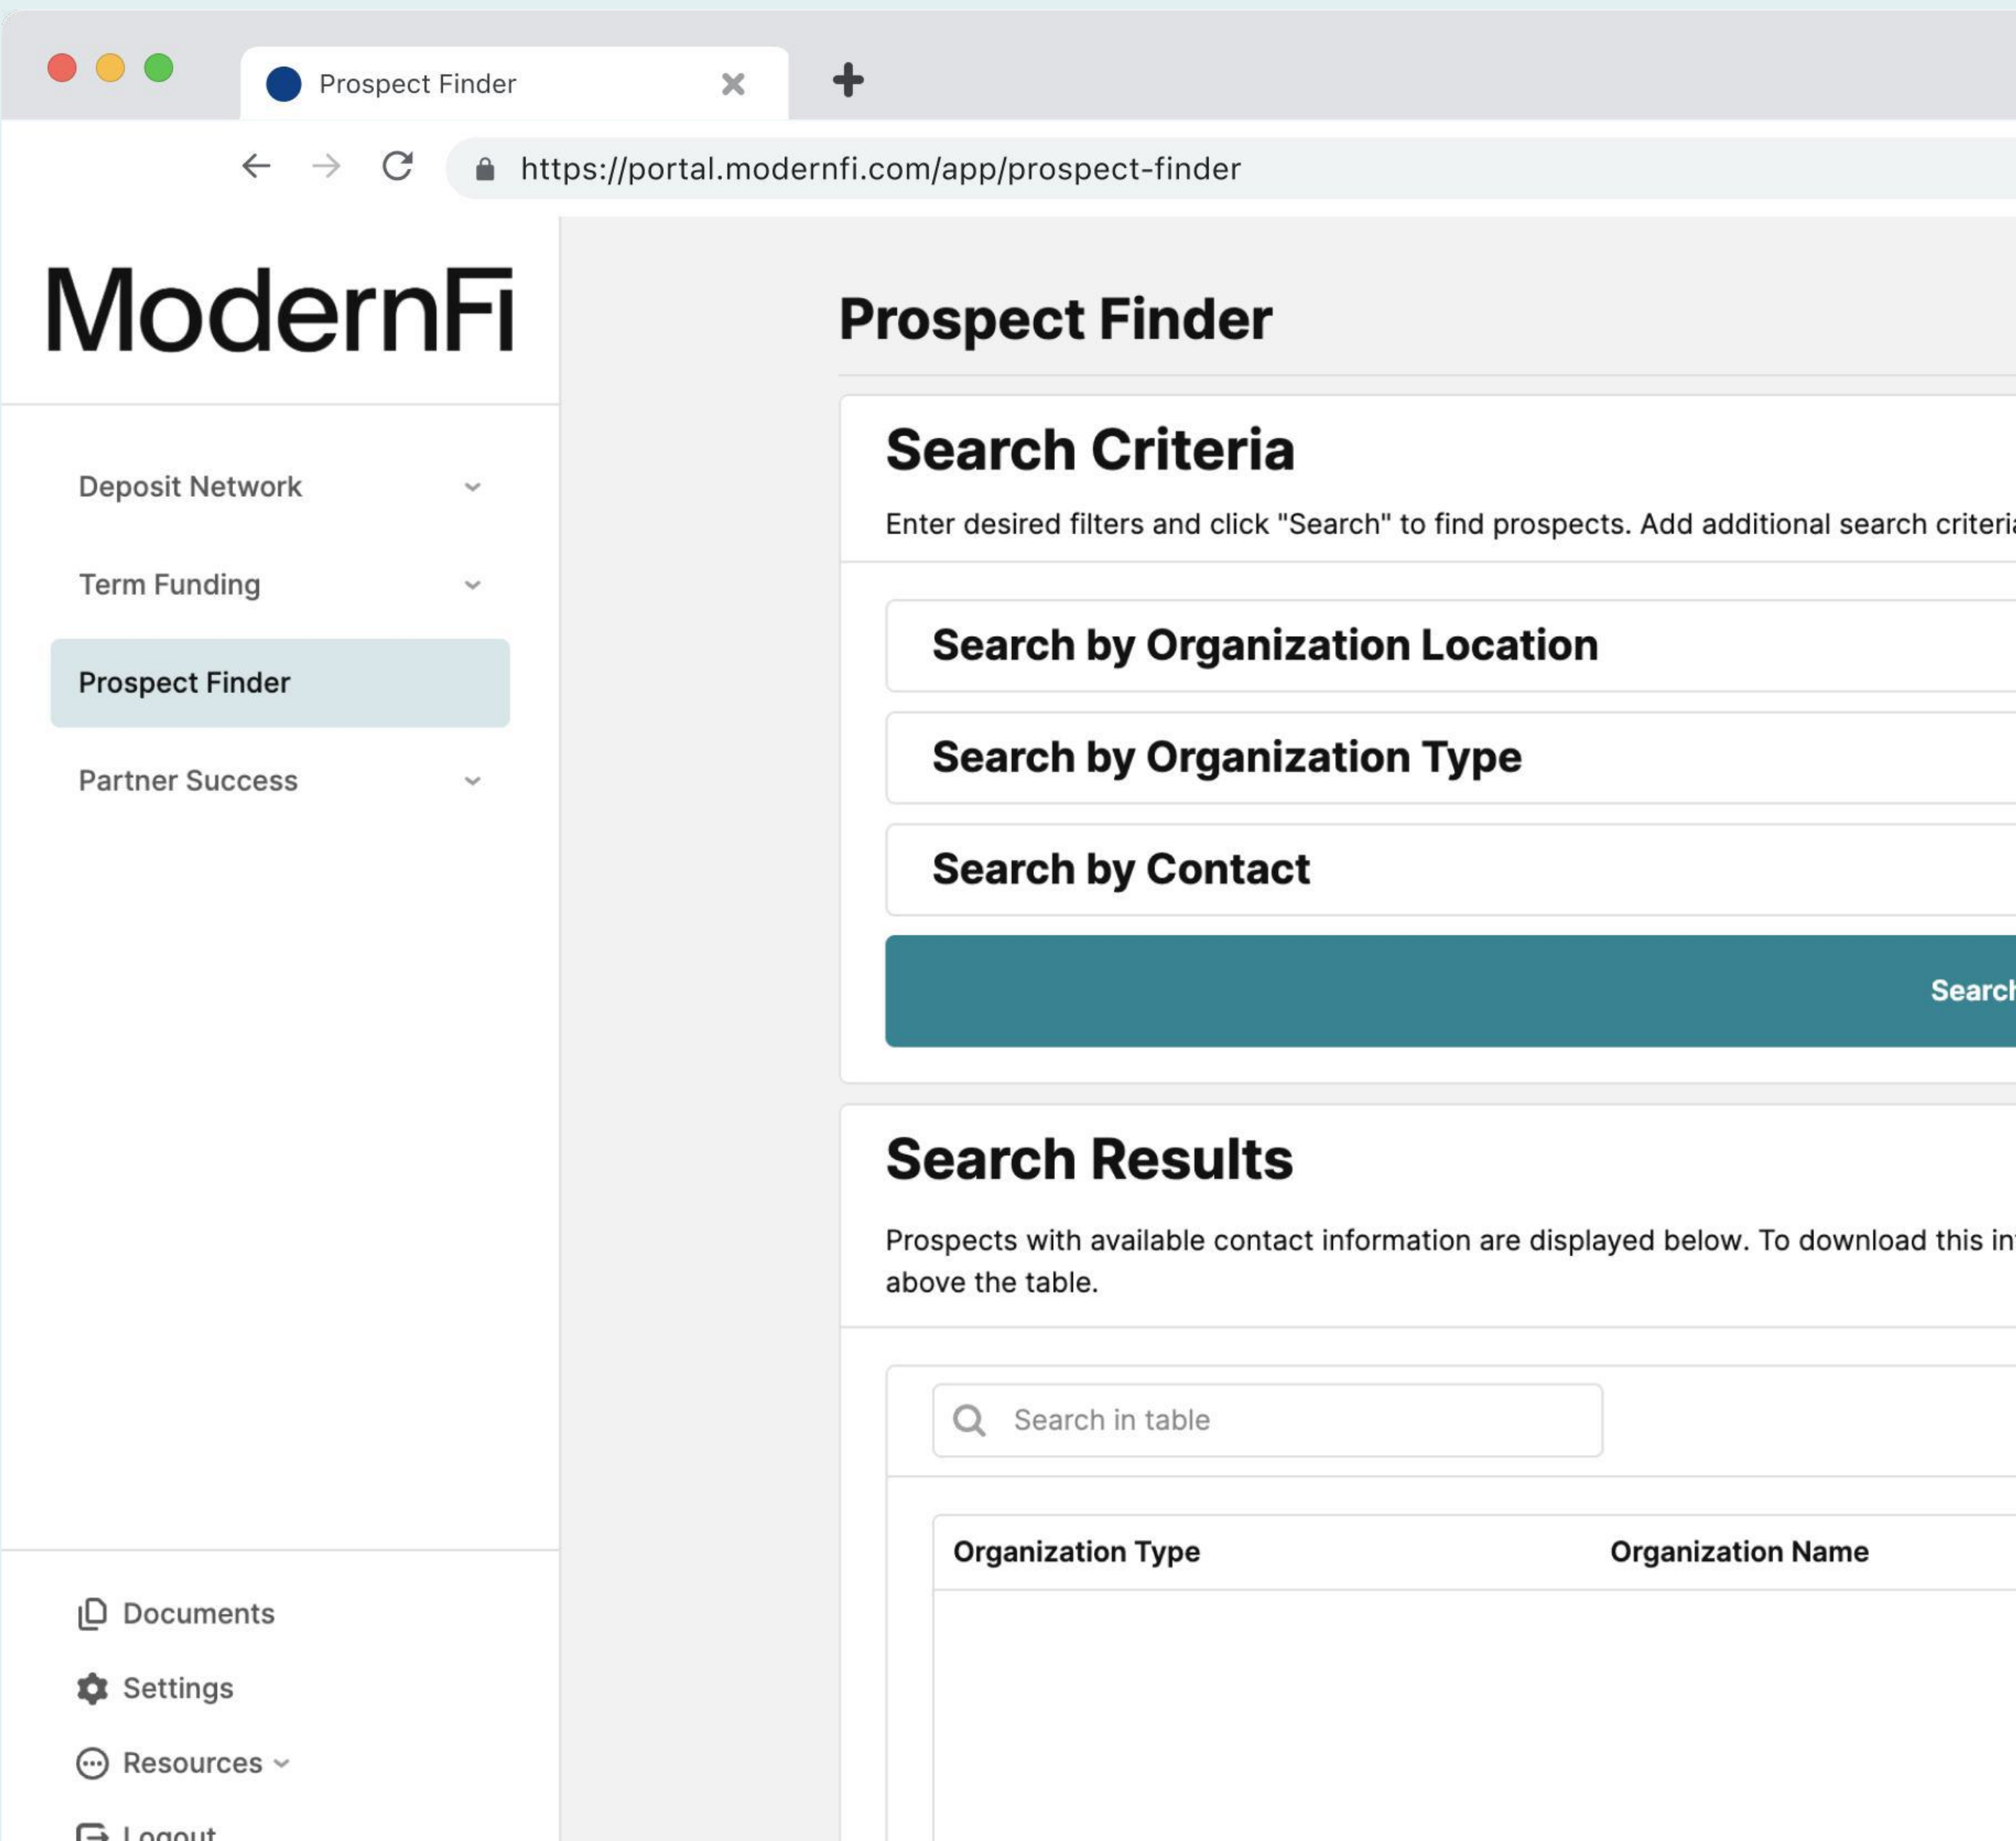 Prospect Finder
https://portal.modernfi.com/app/prospect-finder
ModernFi
Deposit Network
Term Funding
Prospect Finder
Partner Success
Documents
Settings
Resources
Logout
Prospect Finder
Search Criteria
Enter desired filters and click "Search" to find prospects. Add additional search criteria
Search by Organization Location
Search by Organization Type
Search by Contact
Search
Search Results
Prospects with available contact information are displayed below. To download this
above the table.
Search in table
Organization Type
Organization Name